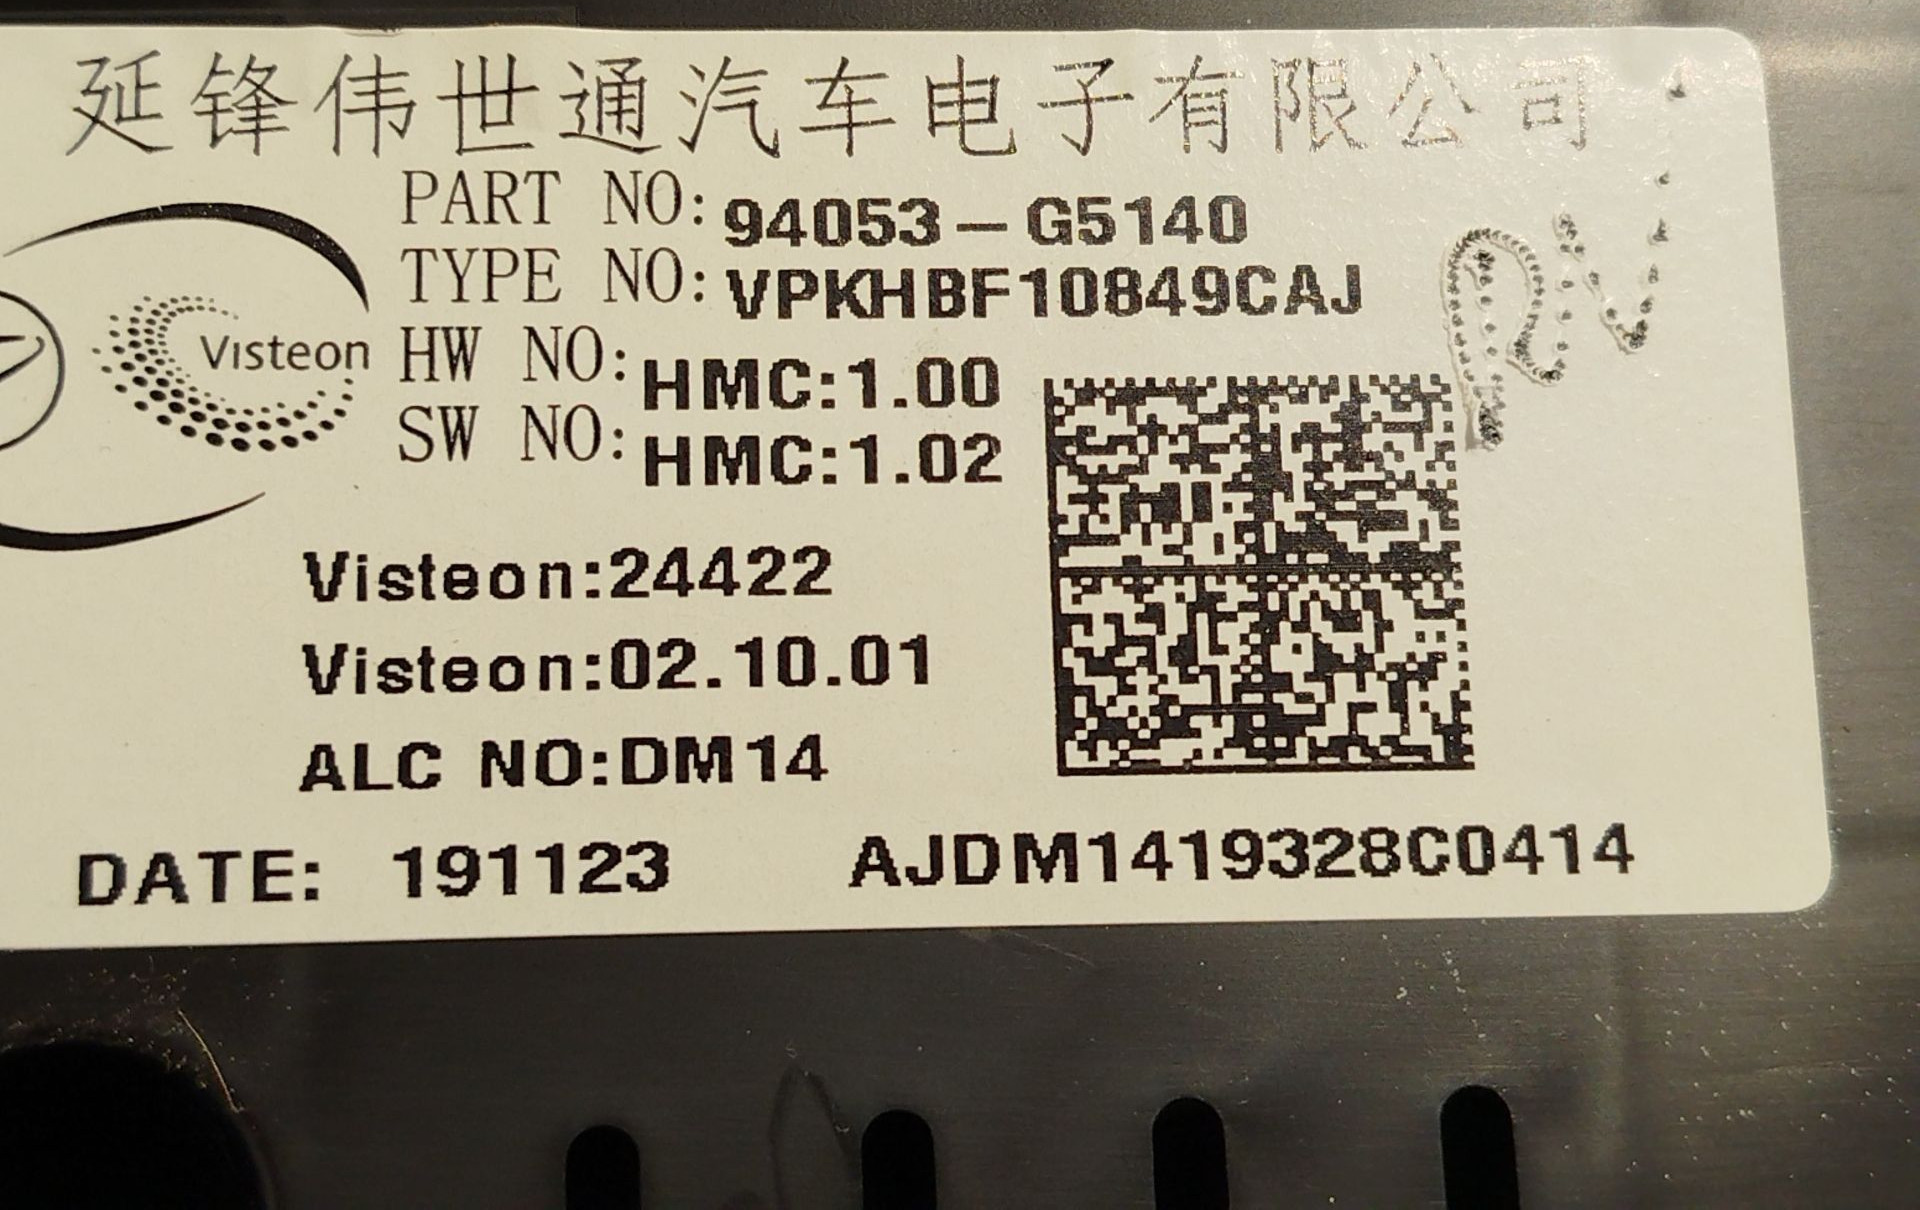 延锋伟世通汽车电子有限公司
PART NO: 94053-G5140
TYPE NO: VPKHBF10849CAJ
Visteon
HW NO: HMC:1.00
SW NO: HMC:1.02
Visteon:24422
Visteon:02.10.01
ALC NO:DM14
DATE: 191123 AJDM1419328C0414